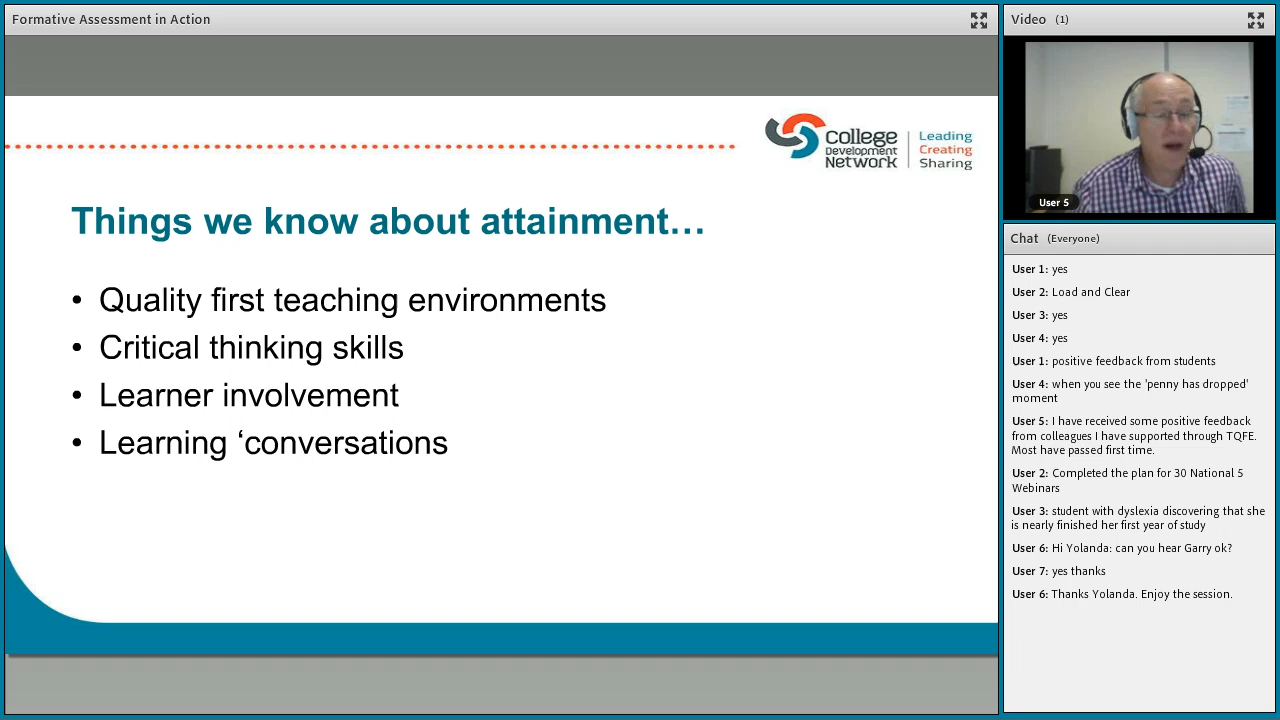 Formative Assessment in Action
College
Development
Network
Leading
Creating
Sharing
Things we know about attainment…
• Quality first teaching environments
• Critical thinking skills
• Learner involvement
• Learning ‘conversations
Video (1)
User 5
Chat (Everyone)
User 1: yes
User 2: Load and Clear
User 3: yes
User 4: yes
User 1: positive feedback from students
User 4: when you see the 'penny has dropped'
moment
User 5: I have received some positive feedback
from colleagues I have supported through TQFE.
Most have passed first time.
User 2: Completed the plan for 30 National 5
Webinars
User 3: student with dyslexia discovering that she
is nearly finished her first year of study
User 6: Hi Yolanda: can you hear Garry ok?
User 7: yes thanks
User 6: Thanks Yolanda. Enjoy the session.